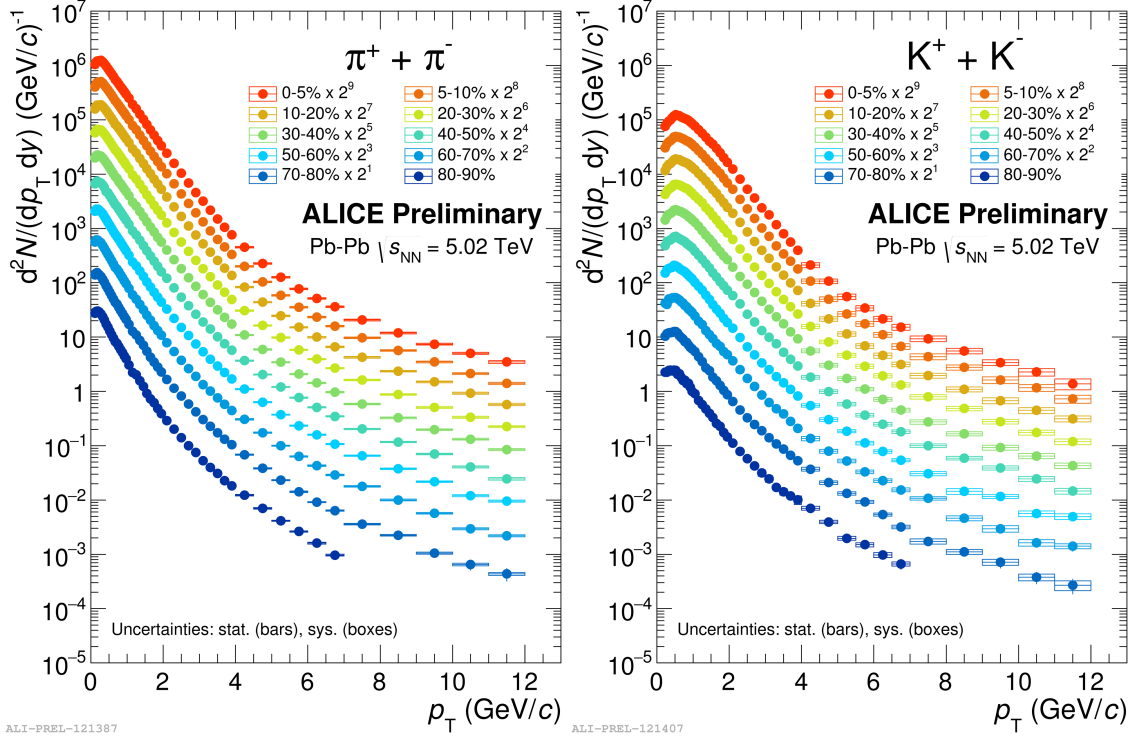 d²N/(dp_T dy) (GeV/c)⁻¹
10⁷
10⁶
10⁵
10⁴
10³
10²
10
1
10⁻¹
10⁻²
10⁻³
10⁻⁴
10⁻⁵
π⁺ + π⁻
0-5% x 2⁹ 5-10% x 2⁸
10-20% x 2⁷ 20-30% x 2⁶
30-40% x 2⁵ 40-50% x 2⁴
50-60% x 2³ 60-70% x 2²
70-80% x 2¹ 80-90%
ALICE Preliminary
Pb-Pb √s_NN = 5.02 TeV
Uncertainties: stat. (bars), sys. (boxes)
0 2 4 6 8 10 12
p_T (GeV/c)
ALI-PREL-121387
d²N/(dp_T dy) (GeV/c)⁻¹
10⁷
10⁶
10⁵
10⁴
10³
10²
10
1
10⁻¹
10⁻²
10⁻³
10⁻⁴
10⁻⁵
K⁺ + K⁻
0-5% x 2⁹ 5-10% x 2⁸
10-20% x 2⁷ 20-30% x 2⁶
30-40% x 2⁵ 40-50% x 2⁴
50-60% x 2³ 60-70% x 2²
70-80% x 2¹ 80-90%
ALICE Preliminary
Pb-Pb √s_NN = 5.02 TeV
Uncertainties: stat. (bars), sys. (boxes)
0 2 4 6 8 10 12
p_T (GeV/c)
ALI-PREL-121407